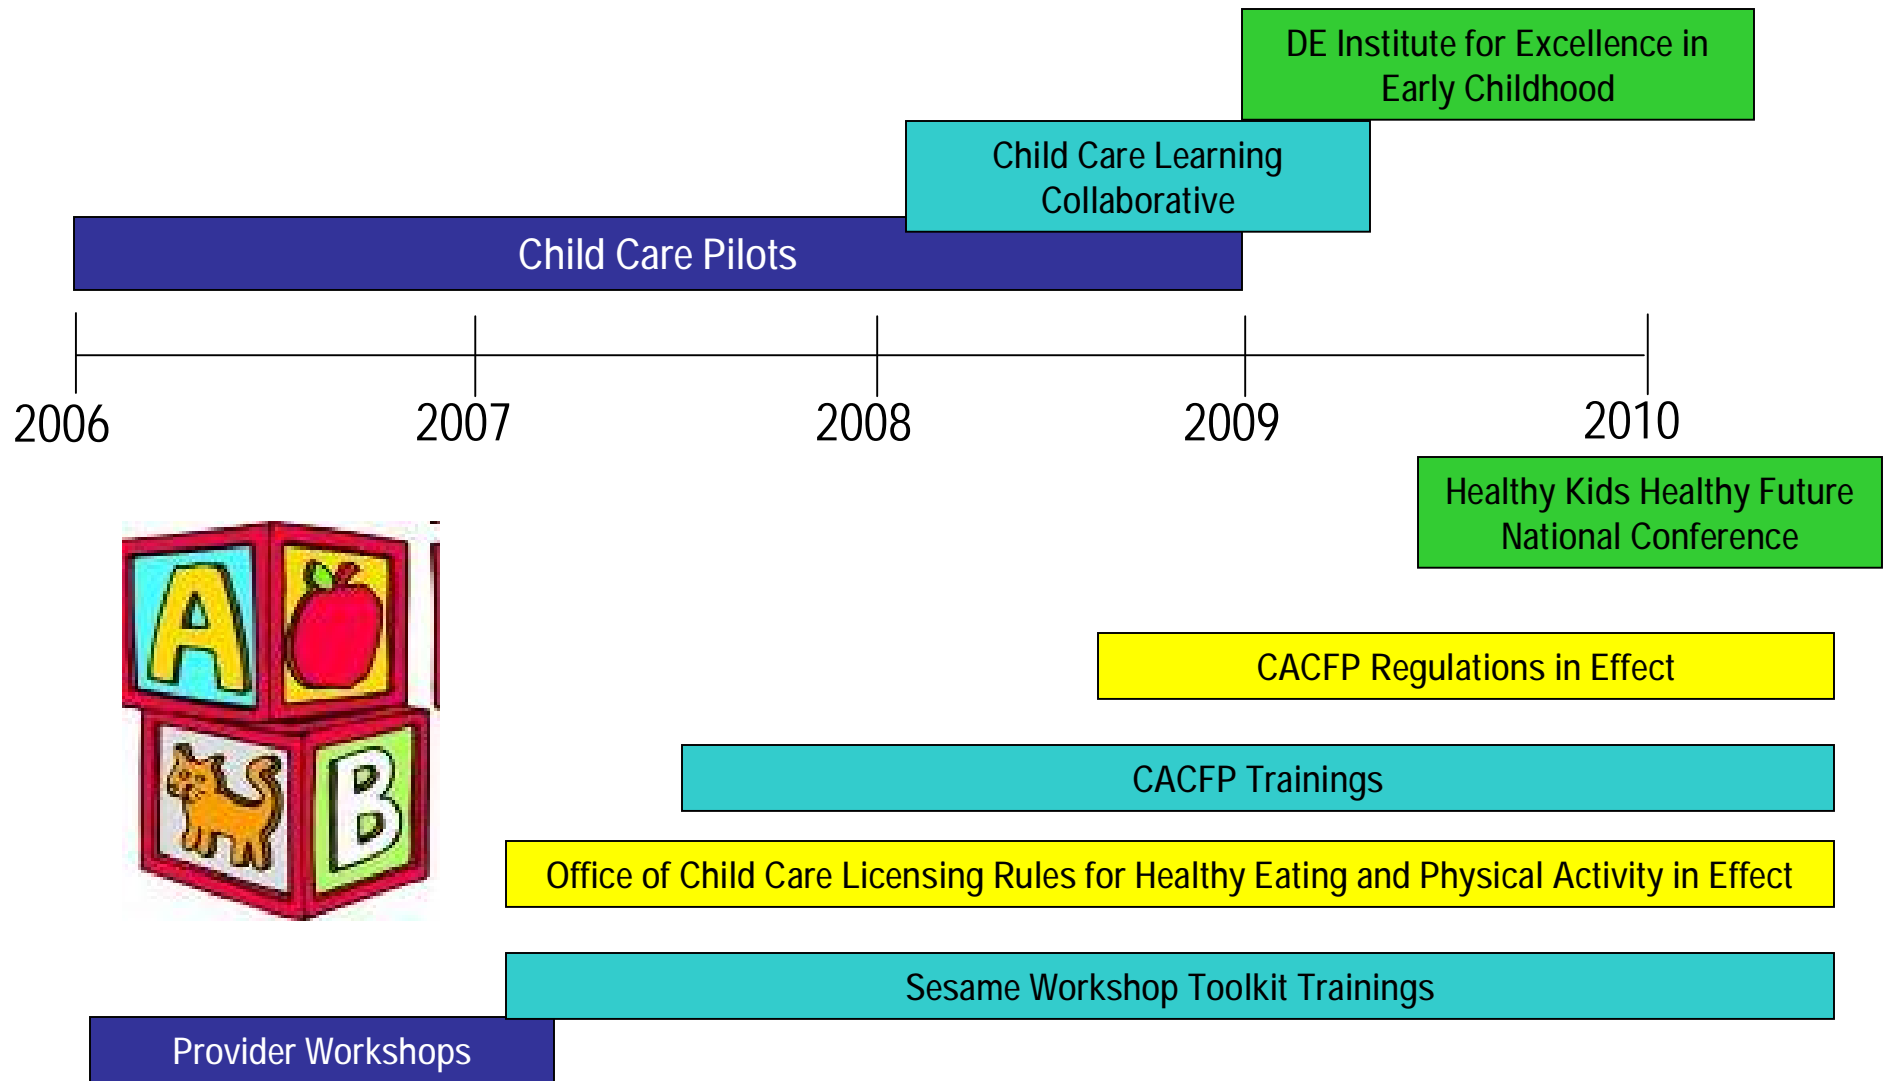 DE Institute for Excellence in
Early Childhood
Child Care Learning
Collaborative
Child Care Pilots
2006
2007
2008
2009
2010
Healthy Kids Healthy Future
National Conference
A
B
CACFP Regulations in Effect
CACFP Trainings
Office of Child Care Licensing Rules for Healthy Eating and Physical Activity in Effect
Sesame Workshop Toolkit Trainings
Provider Workshops